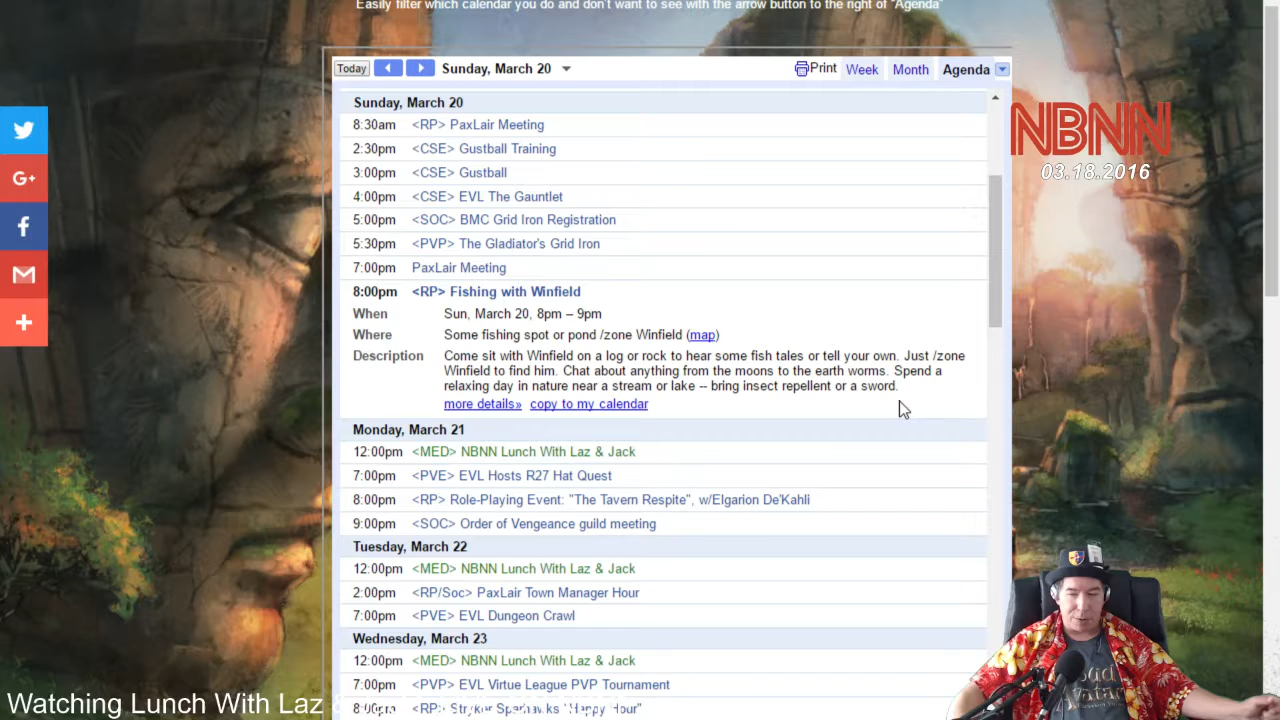 Easily filter which calendar you do and don't want to see with the arrow button to the right of "Agenda"
Today Sunday, March 20 Print Week Month Agenda
Sunday, March 20
8:30am <RP> PaxLair Meeting
2:30pm <CSE> Gustball Training
3:00pm <CSE> Gustball
4:00pm <CSE> EVL The Gauntlet
5:00pm <SOC> BMC Grid Iron Registration
5:30pm <PVP> The Gladiator's Grid Iron
7:00pm PaxLair Meeting
8:00pm <RP> Fishing with Winfield
When Sun, March 20, 8pm – 9pm
Where Some fishing spot or pond /zone Winfield (map)
Description Come sit with Winfield on a log or rock to hear some fish tales or tell your own. Just /zone
Winfield to find him. Chat about anything from the moons to the earth worms. Spend a
relaxing day in nature near a stream or lake -- bring insect repellent or a sword.
more details» copy to my calendar
Monday, March 21
12:00pm <MED> NBNN Lunch With Laz & Jack
7:00pm <PVE> EVL Hosts R27 Hat Quest
8:00pm <RP> Role-Playing Event: "The Tavern Respite", w/Elgarion De'Kahli
9:00pm <SOC> Order of Vengeance guild meeting
Tuesday, March 22
12:00pm <MED> NBNN Lunch With Laz & Jack
2:00pm <RP/Soc> PaxLair Town Manager Hour
7:00pm <PVE> EVL Dungeon Crawl
Wednesday, March 23
12:00pm <MED> NBNN Lunch With Laz & Jack
7:00pm <PVP> EVL Virtue League PVP Tournament
8:00pm <RP> Stryker Sparhawks "Happy Hour"
NBNN
03.18.2016
G+
f
Watching Lunch With Laz